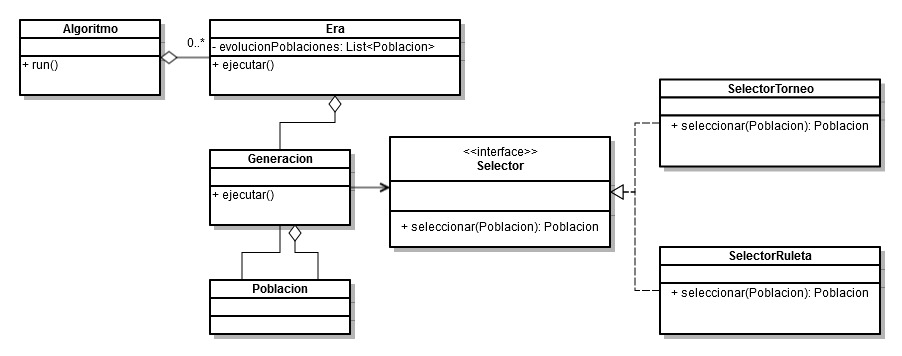 Algoritmo
+ run()
0..*
Era
- evolucionPoblaciones: List<Poblacion>
+ ejecutar()
Generacion
+ ejecutar()
Poblacion
<<interface>>
Selector
+ seleccionar(Poblacion): Poblacion
SelectorTorneo
+ seleccionar(Poblacion): Poblacion
SelectorRuleta
+ seleccionar(Poblacion): Poblacion